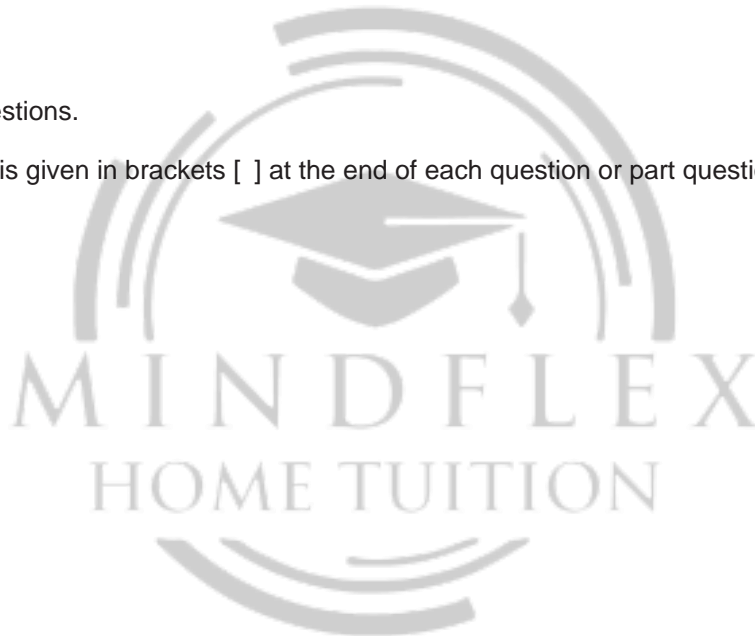 estions.
is given in brackets [ ] at the end of each question or part questi
MINDFLEX
HOME TUITION